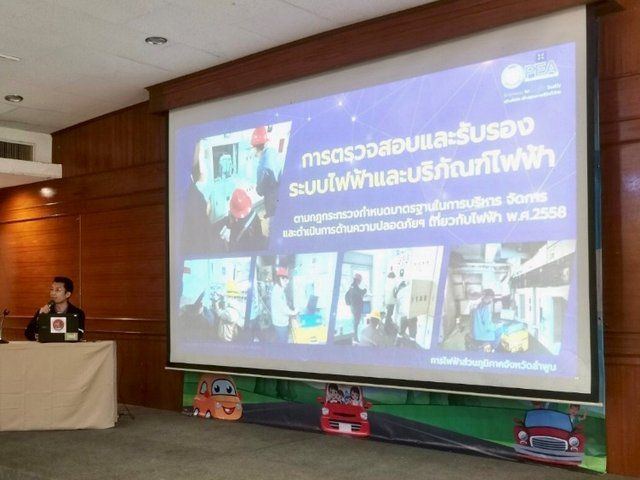 PEA
การตรวจสอบและรับรอง
ระบบไฟฟ้าและบริภัณฑ์ไฟฟ้า
ตามกฎกระทรวงกำหนดมาตรฐานในการบริหาร จัดการ
และดำเนินการด้านความปลอดภัยฯ เกี่ยวกับไฟฟ้า พ.ศ.2558
การไฟฟ้าส่วนภูมิภาคจังหวัดลำพูน